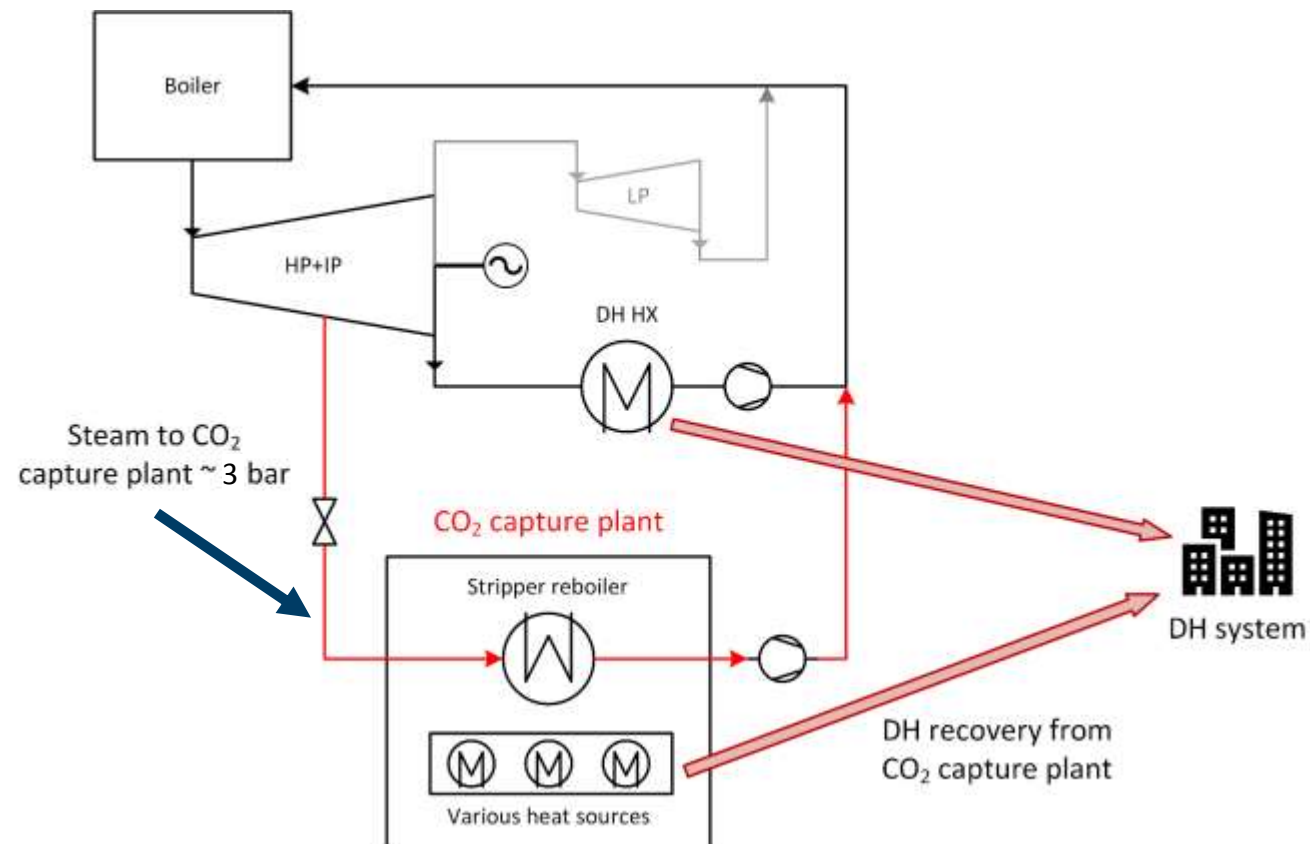 Boiler
LP
HP+IP
DH HX
Steam to CO₂
capture plant ~ 3 bar
CO₂ capture plant
Stripper reboiler
DH system
DH recovery from
CO₂ capture plant
Various heat sources